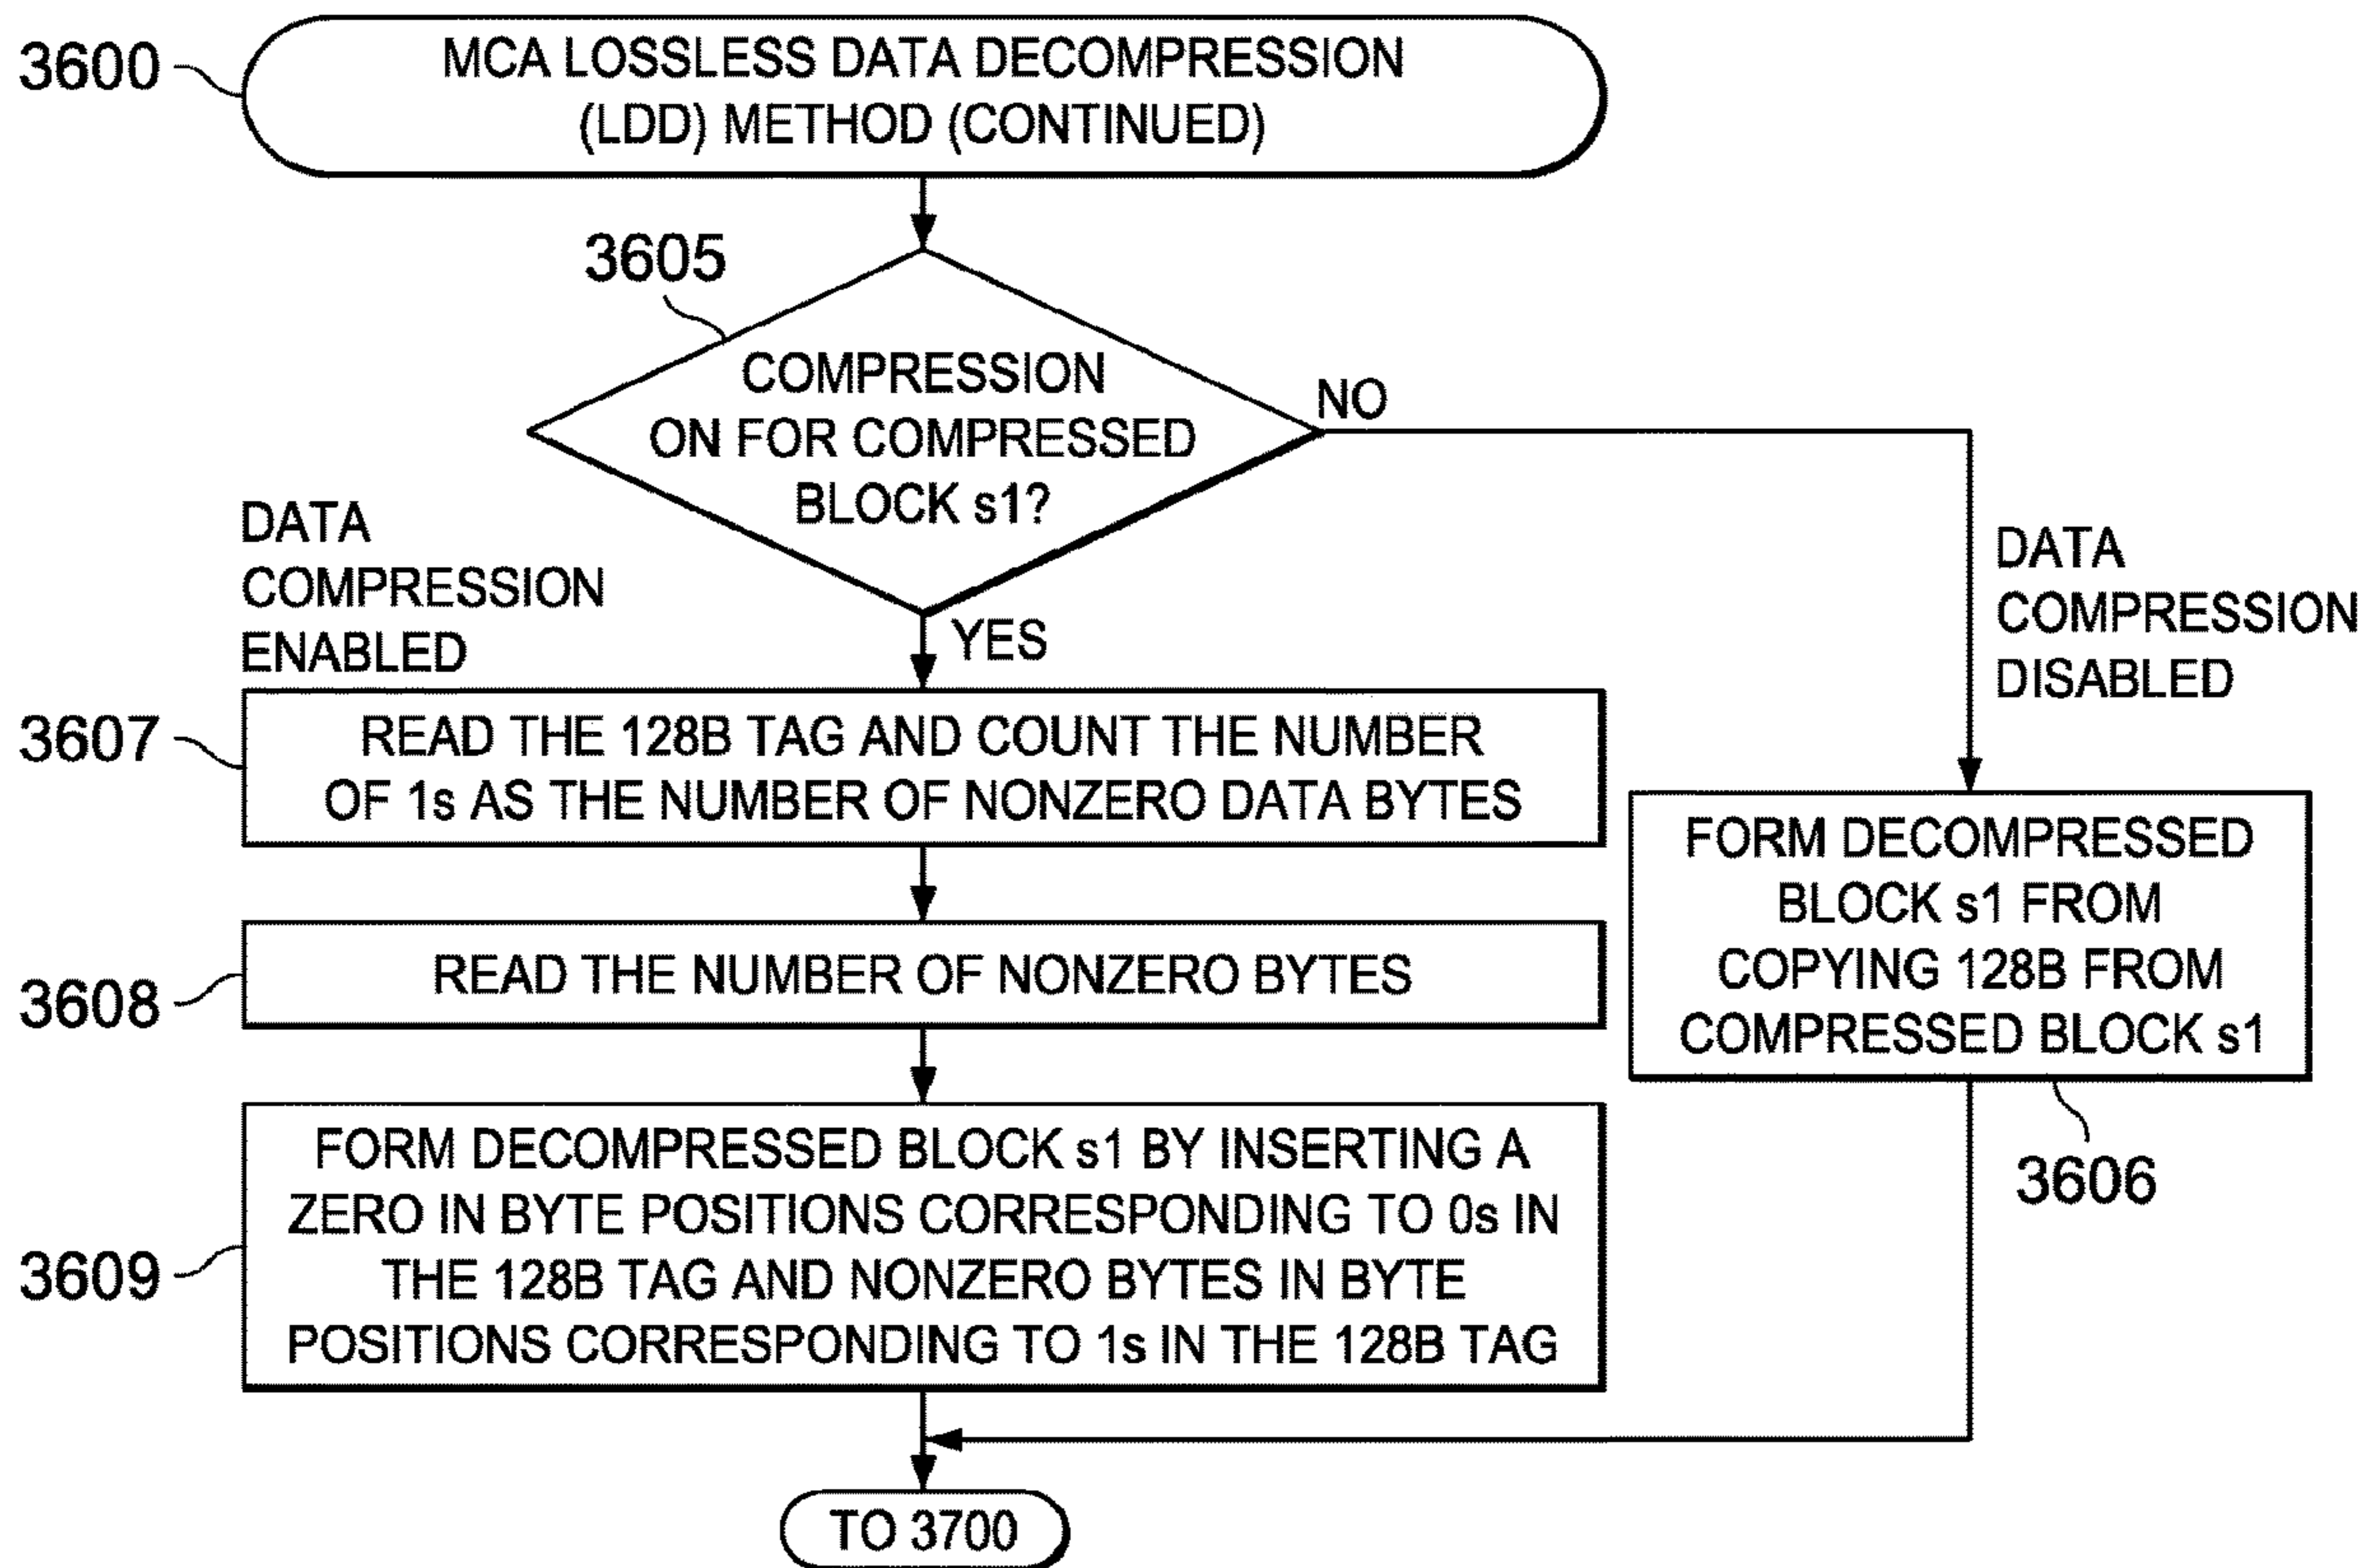 3600
MCA LOSSLESS DATA DECOMPRESSION
(LDD) METHOD (CONTINUED)
3605
COMPRESSION
ON FOR COMPRESSED
BLOCK s1?
NO
DATA
COMPRESSION
ENABLED
YES
DATA
COMPRESSION
DISABLED
3607
READ THE 128B TAG AND COUNT THE NUMBER
OF 1s AS THE NUMBER OF NONZERO DATA BYTES
FORM DECOMPRESSED
BLOCK s1 FROM
COPYING 128B FROM
COMPRESSED BLOCK s1
3606
3608
READ THE NUMBER OF NONZERO BYTES
3609
FORM DECOMPRESSED BLOCK s1 BY INSERTING A
ZERO IN BYTE POSITIONS CORRESPONDING TO 0s IN
THE 128B TAG AND NONZERO BYTES IN BYTE
POSITIONS CORRESPONDING TO 1s IN THE 128B TAG
TO 3700